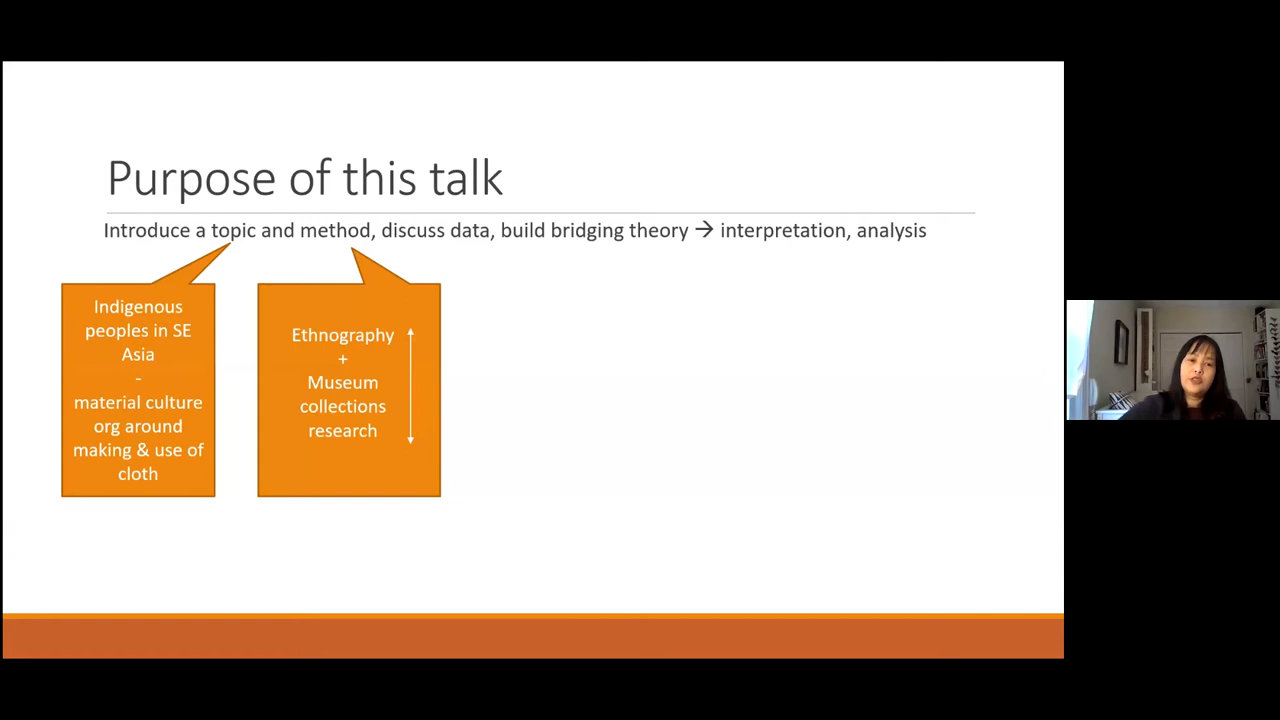 Purpose of this talk
Introduce a topic and method, discuss data, build bridging theory → interpretation, analysis
Indigenous
peoples in SE
Asia
-
material culture
org around
making & use of
cloth
Ethnography
+
Museum
collections
research